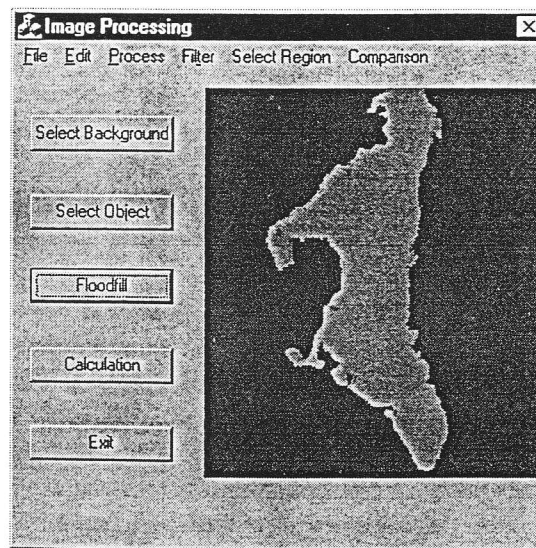 Image Processing
File Edit Process Filter Select Region Comparison
Select Background
Select Object
Floodfill
Calculation
Exit